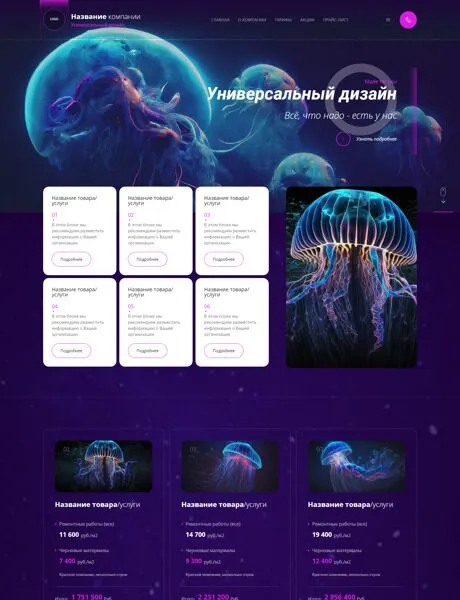 LOGO
Название компании
Универсальный дизайн
ГЛАВНАЯ О КОМПАНИИ ТАРИФЫ АКЦИИ ПРАЙС-ЛИСТ
Made for you
Универсальный дизайн
Всё, что надо - есть у нас
Узнать подробнее
Название товара/
услуги
01
В этом блоке мы
рекомендуем разместить
информацию о Вашей
организации
Подробнее
Название товара/
услуги
02
В этом блоке мы
рекомендуем разместить
информацию о Вашей
организации
Подробнее
Название товара/
услуги
03
В этом блоке мы
рекомендуем разместить
информацию о Вашей
организации
Подробнее
Название товара/
услуги
04
В этом блоке мы
рекомендуем разместить
информацию о Вашей
организации
Подробнее
Название товара/
услуги
05
В этом блоке мы
рекомендуем разместить
информацию о Вашей
организации
Подробнее
Название товара/
услуги
06
В этом блоке мы
рекомендуем разместить
информацию о Вашей
организации
Подробнее
01
Название товара/услуги
Ремонтные работы (все)
11 600 руб./м2
Черновые материалы
7 400 руб./м2
Итого: 1 751 500 руб.
02
Название товара/услуги
Ремонтные работы (все)
14 700 руб./м2
Черновые материалы
9 300 руб./м2
Итого: 2 231 200 руб.
Название товара/услуги
Ремонтные работы (все)
19 400 руб./м2
Черновые материалы
12 400 руб./м2
Итого: 2 956 400 руб.